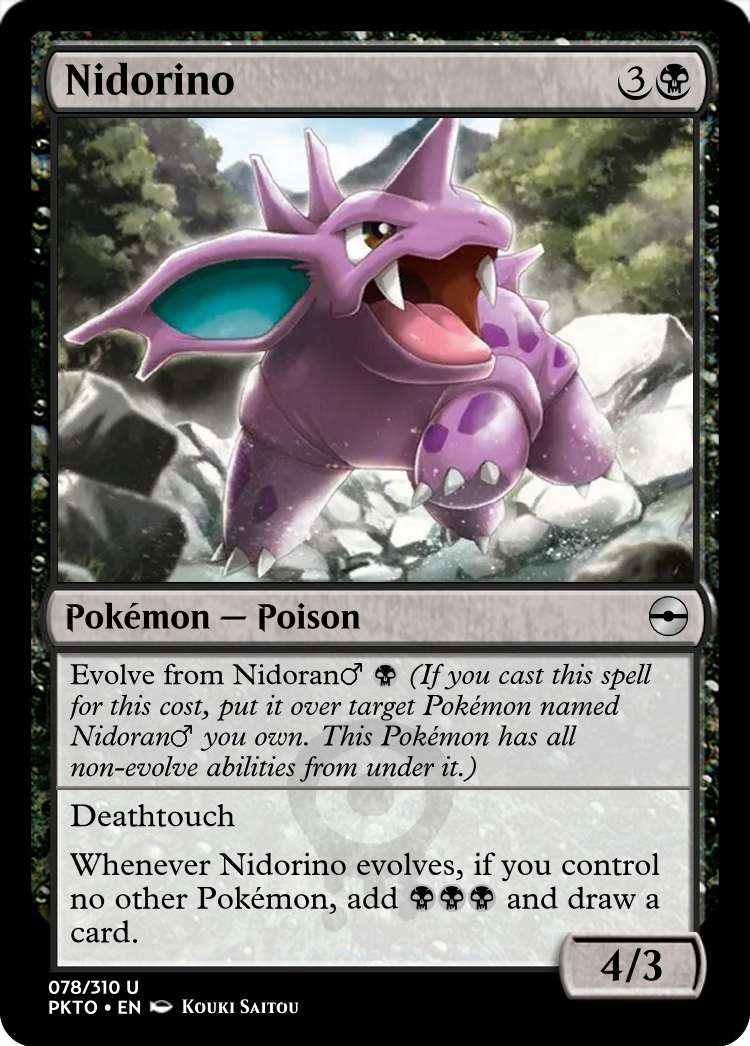 Nidorino 3
Pokémon — Poison
Evolve from Nidoran♂ (If you cast this spell
for this cost, put it over target Pokémon named
Nidoran♂ you own. This Pokémon has all
non-evolve abilities from under it.)
Deathtouch
Whenever Nidorino evolves, if you control
no other Pokémon, add and draw a
card.
4/3
078/310 U
PKTO • EN Kouki Saitou